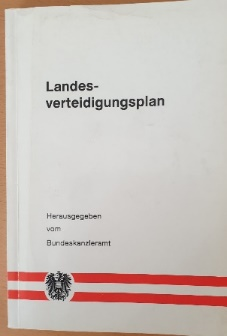 Landes-
verteidigungsplan
Herausgegeben
vom
Bundeskanzleramt